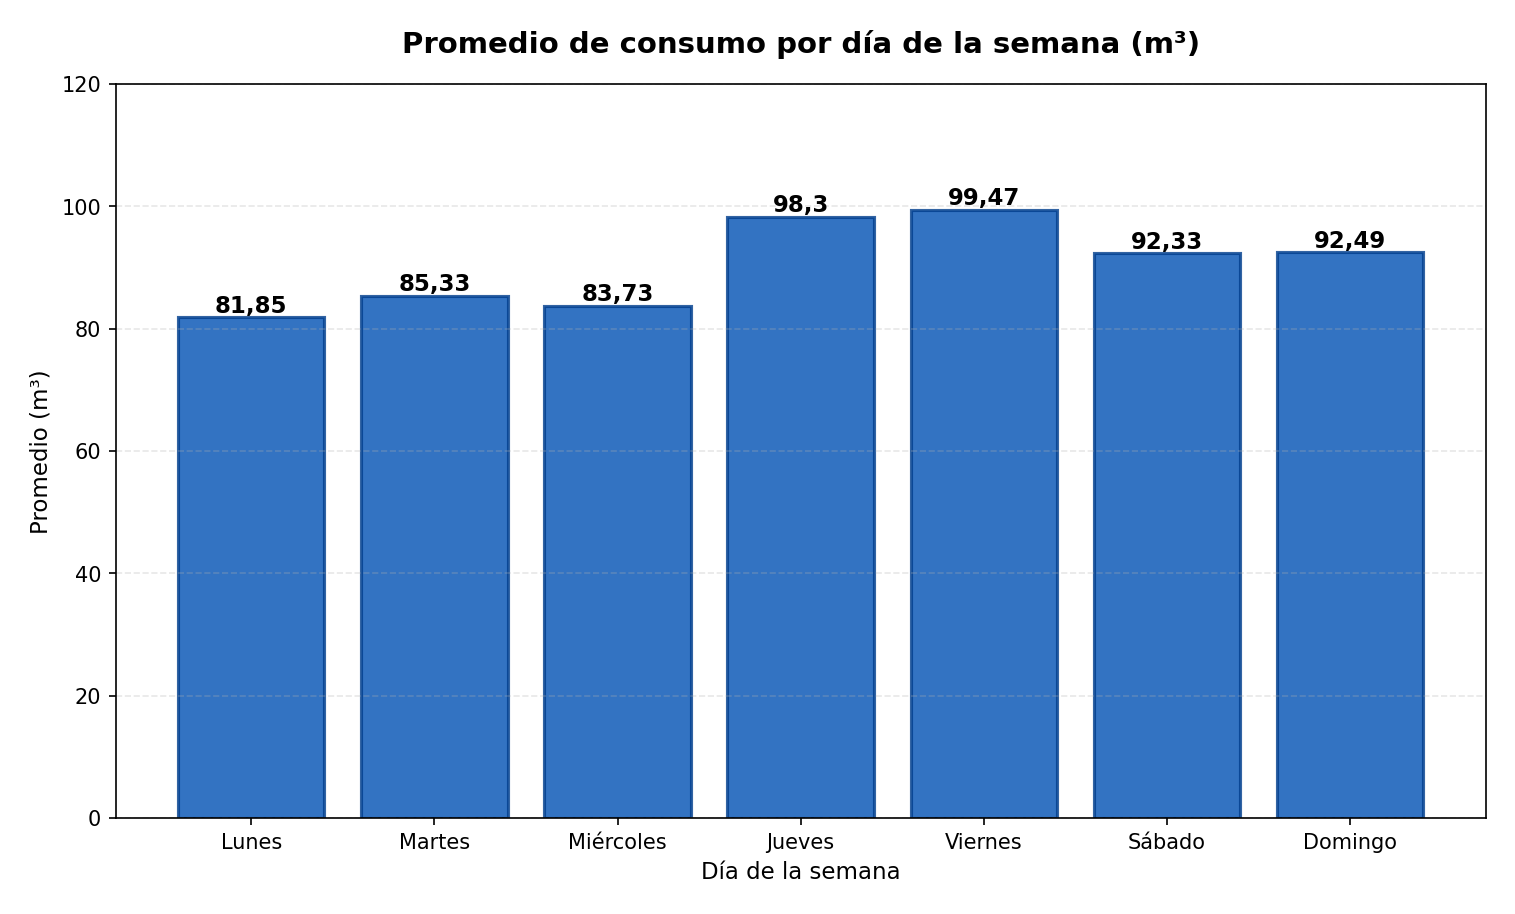 Promedio de consumo por día de la semana (m³)
120
100
80
60
40
20
0
Promedio (m³)
81,85
85,33
83,73
98,3
99,47
92,33
92,49
Lunes
Martes
Miércoles
Jueves
Viernes
Sábado
Domingo
Día de la semana